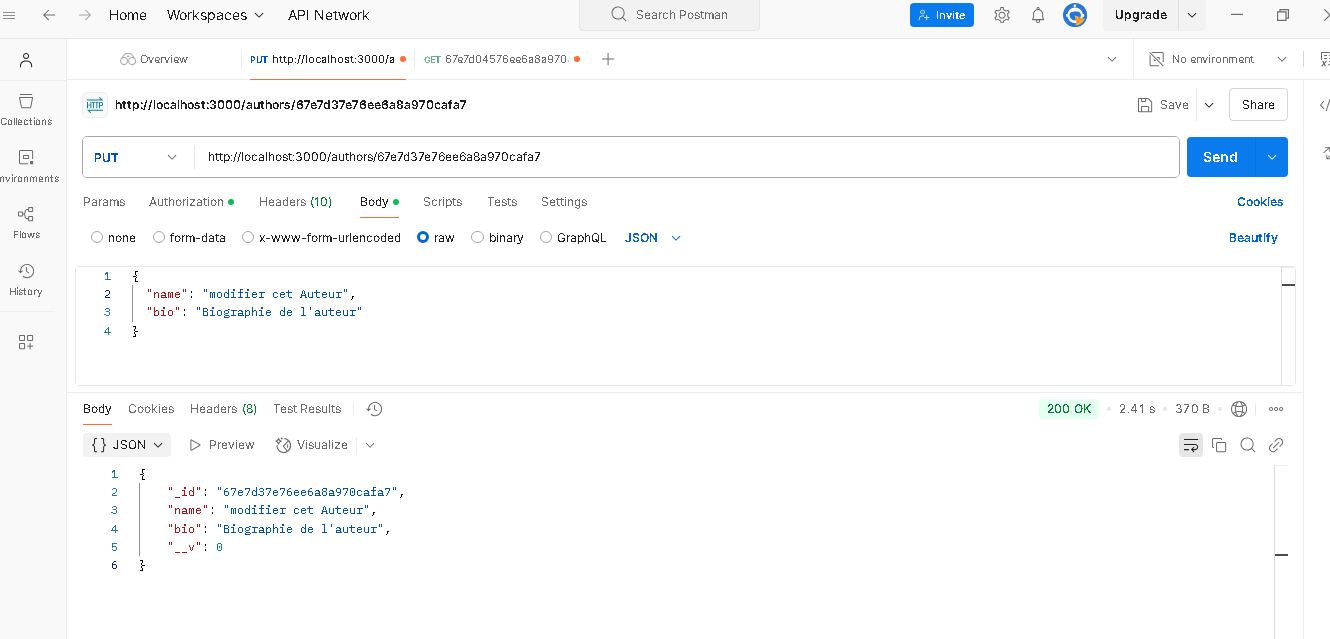 Home Workspaces API Network Search Postman Invite Upgrade
Overview PUT http://localhost:3000/a GET 67e7d04576ee6a8a970. No environment
HTTP http://localhost:3000/authors/67e7d37e76ee6a8a970cafa7 Save Share
Collections
PUT http://localhost:3000/authors/67e7d37e76ee6a8a970cafa7 Send
nvironments
Params Authorization Headers (10) Body Scripts Tests Settings Cookies
Flows
none form-data x-www-form-urlencoded raw binary GraphQL JSON Beautify
History
1 {
2 "name": "modifier cet Auteur",
3 "bio": "Biographie de l'auteur"
4 }
Body Cookies Headers (8) Test Results 200 OK • 2.41 s • 370 B •
{} JSON Preview Visualize
1 {
2 "_id": "67e7d37e76ee6a8a970cafa7",
3 "name": "modifier cet Auteur",
4 "bio": "Biographie de l'auteur",
5 "__v": 0
6 }